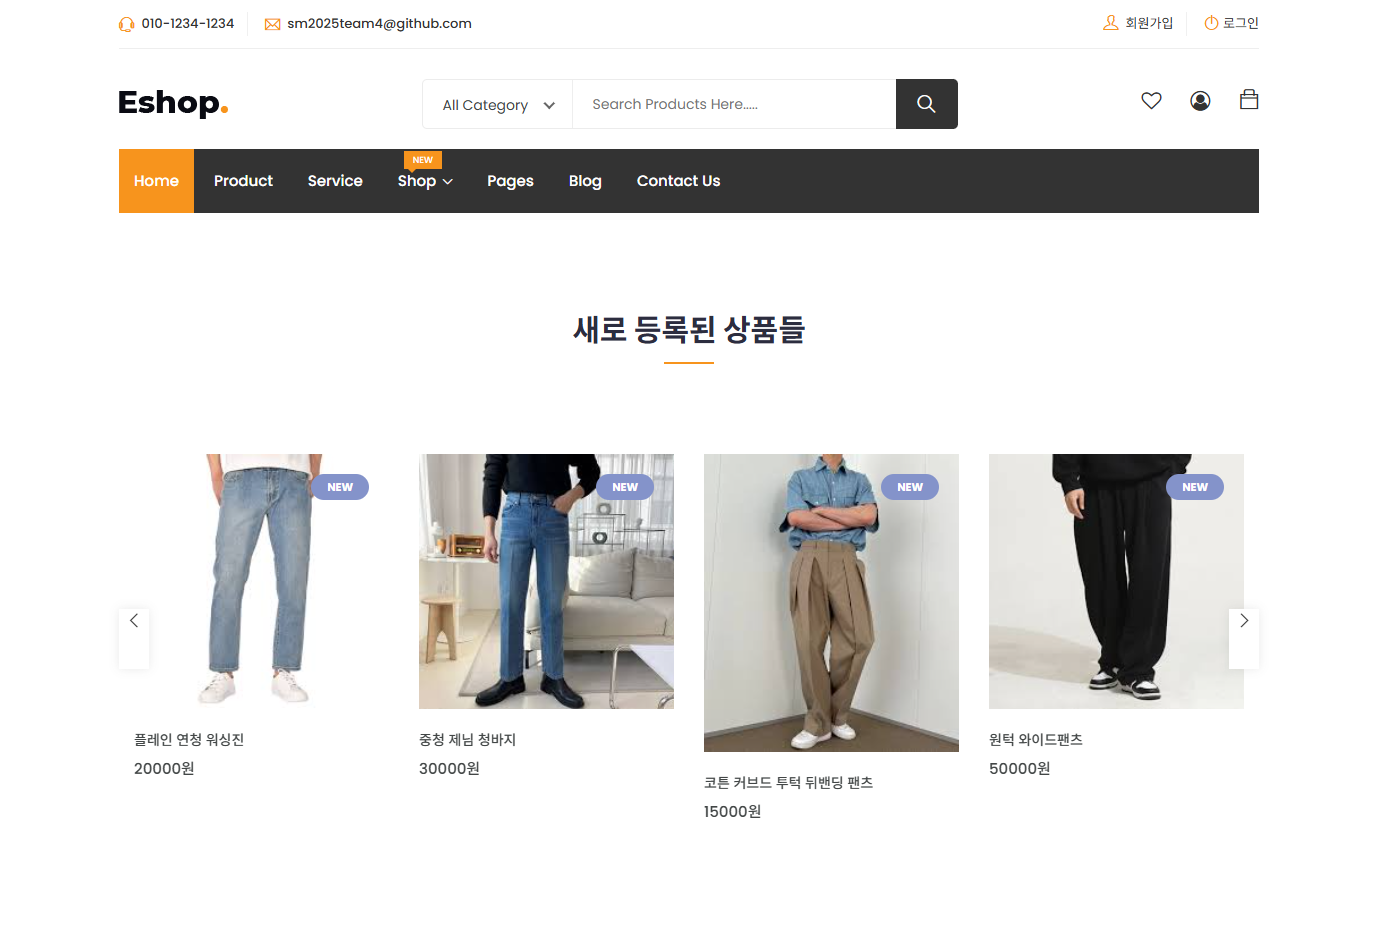 010-1234-1234
sm2025team4@github.com
회원가입
로그인
Eshop.
All Category
Search Products Here.....
NEW
Home
Product
Service
Shop
Pages
Blog
Contact Us
새로 등록된 상품들
NEW
NEW
NEW
NEW
플레인 연청 워싱진
20000원
중청 제님 청바지
30000원
코튼 커브드 투턱 뒤밴딩 팬츠
15000원
원턱 와이드팬츠
50000원